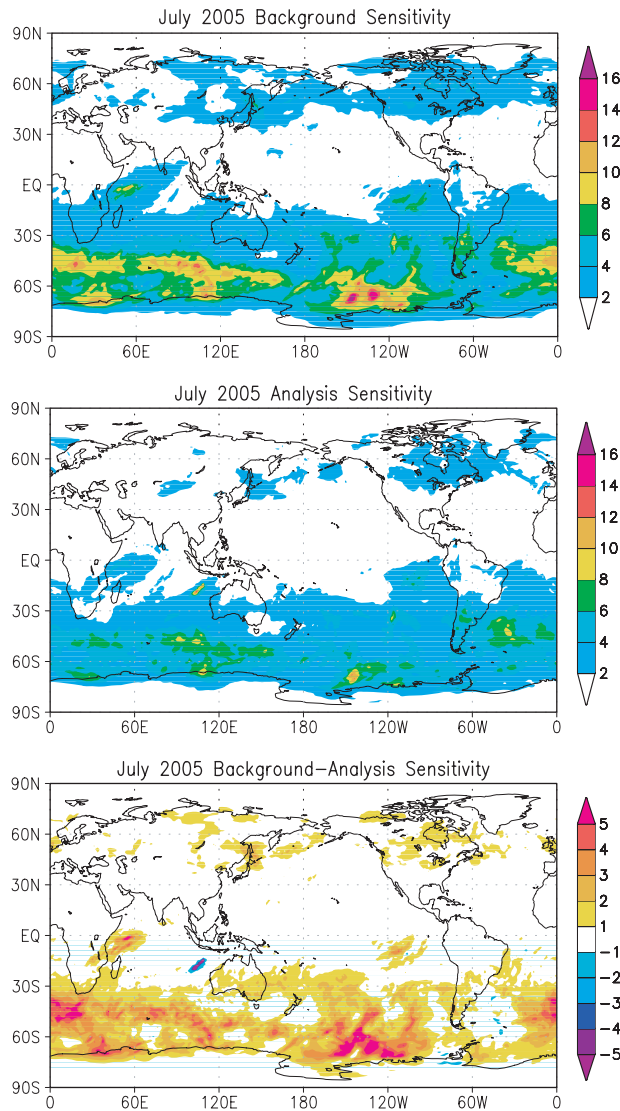 July 2005 Background Sensitivity
90N
60N
30N
EQ
30S
60S
90S
0 60E 120E 180 120W 60W 0
16
14
12
10
8
6
4
2
July 2005 Analysis Sensitivity
90N
60N
30N
EQ
30S
60S
90S
0 60E 120E 180 120W 60W 0
16
14
12
10
8
6
4
2
July 2005 Background–Analysis Sensitivity
90N
60N
30N
EQ
30S
60S
90S
0 60E 120E 180 120W 60W 0
5
4
3
2
1
-1
-2
-3
-4
-5